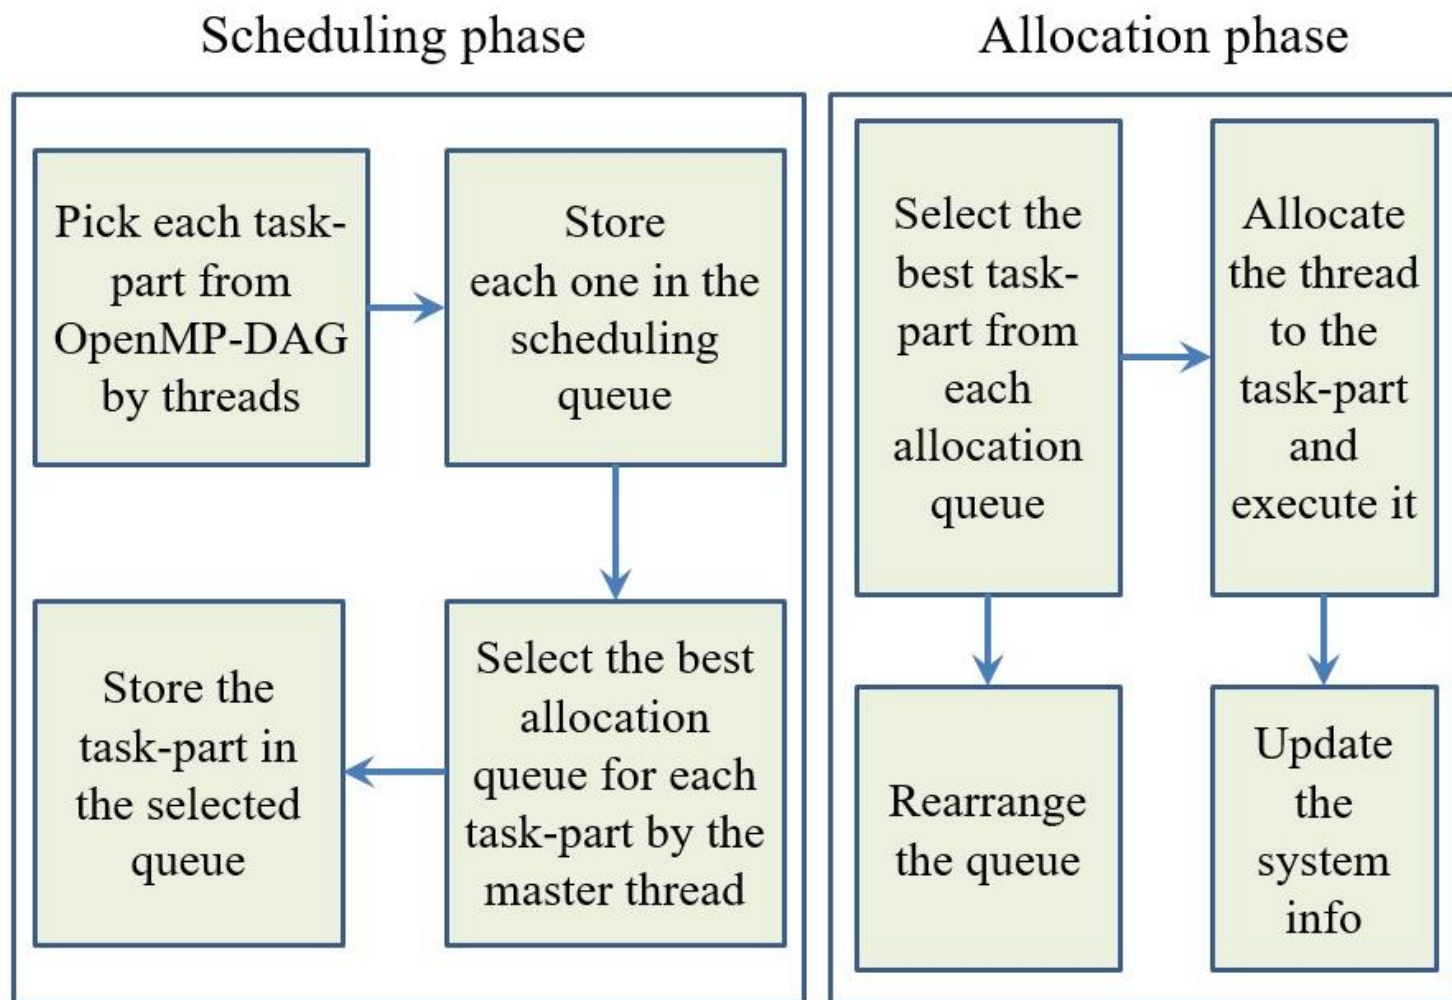 Scheduling phase
Allocation phase
Pick each task-
part from
OpenMP-DAG
by threads
Store
each one in the
scheduling
queue
Select the best
allocation
queue for each
task-part by the
master thread
Store the
task-part in
the selected
queue
Select the
best task-
part from
each
allocation
queue
Allocate
the thread
to the
task-part
and
execute it
Rearrange
the queue
Update
the
system
info